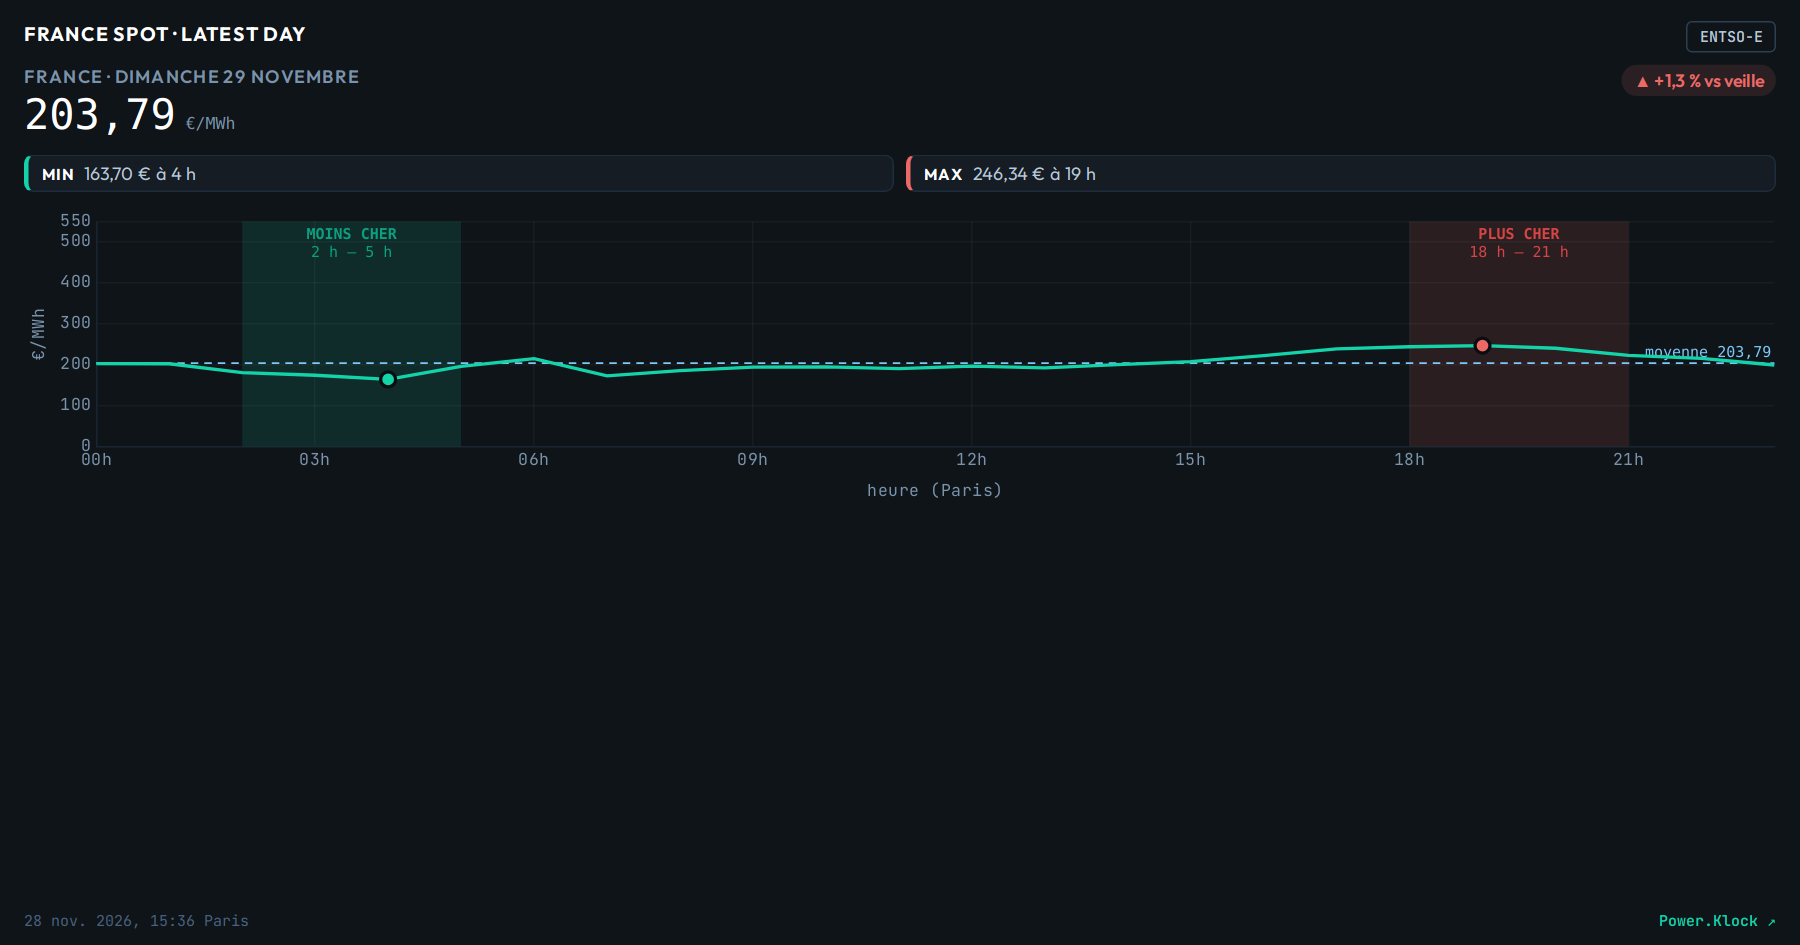 FRANCE SPOT · LATEST DAY
ENTSO-E
FRANCE · DIMANCHE 29 NOVEMBRE
▲ +1,3 % vs veille
203,79 €/MWh
MIN 163,70 € à 4 h
MAX 246,34 € à 19 h
550
500
400
300
200
100
0
€/MWh
MOINS CHER
2 h – 5 h
PLUS CHER
18 h – 21 h
moyenne 203,79
00h 03h 06h 09h 12h 15h 18h 21h
heure (Paris)
28 nov. 2026, 15:36 Paris
Power.Klock ↗